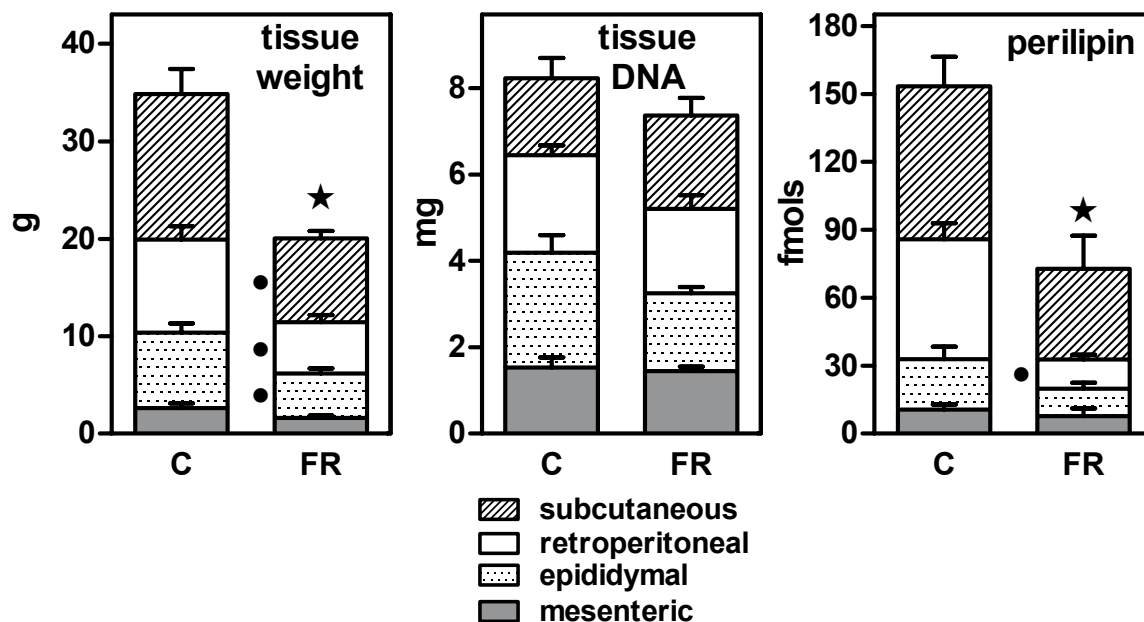 tissue
weight
40
30
20
10
0
g
C FR
tissue
DNA
8
6
4
2
0
mg
C FR
perilipin
180
150
120
90
60
30
0
fmols
C FR
subcutaneous
retroperitoneal
epididymal
mesenteric